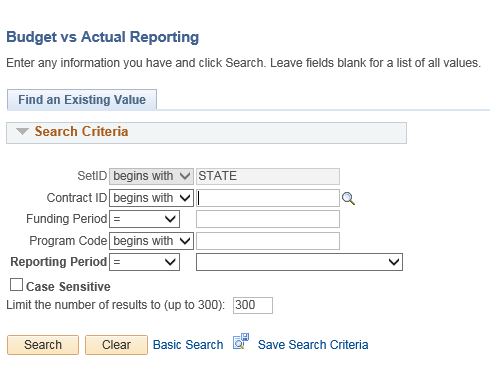 Budget vs Actual Reporting
Enter any information you have and click Search. Leave fields blank for a list of all values.
Find an Existing Value
Search Criteria
SetID begins with STATE
Contract ID begins with
Funding Period =
Program Code begins with
Reporting Period =
Case Sensitive
Limit the number of results to (up to 300): 300
Search Clear Basic Search Save Search Criteria